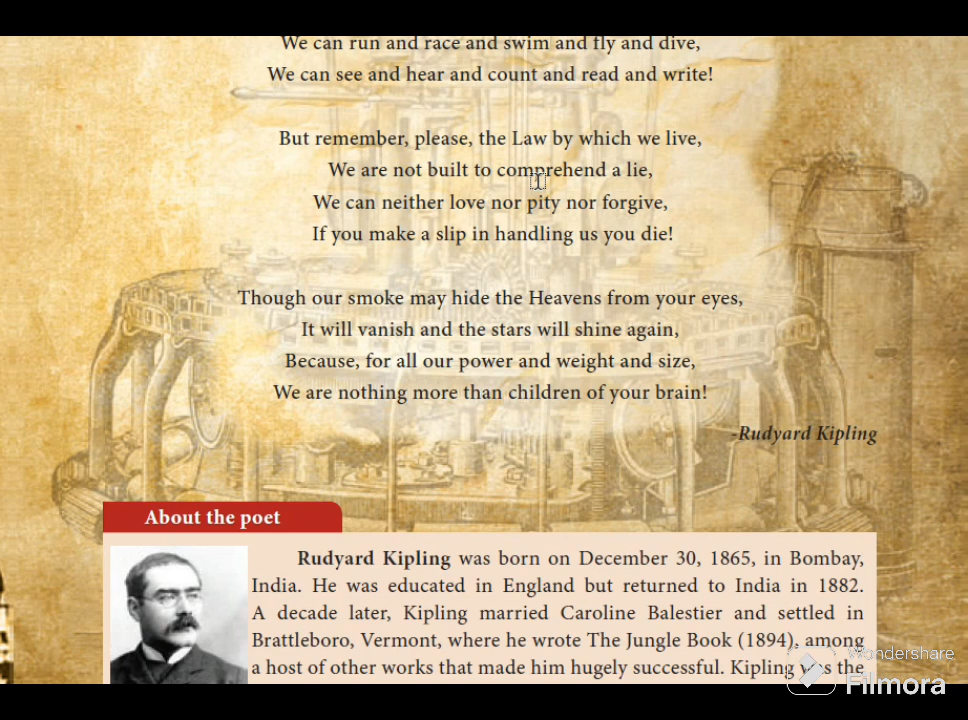 We can run and race and swim and fly and dive,
We can see and hear and count and read and write!
But remember, please, the Law by which we live,
We are not built to comprehend a lie,
We can neither love nor pity nor forgive,
If you make a slip in handling us you die!
Though our smoke may hide the Heavens from your eyes,
It will vanish and the stars will shine again,
Because, for all our power and weight and size,
We are nothing more than children of your brain!
-Rudyard Kipling
About the poet
Rudyard Kipling was born on December 30, 1865, in Bombay,
India. He was educated in England but returned to India in 1882.
A decade later, Kipling married Caroline Balestier and settled in
Brattleboro, Vermont, where he wrote The Jungle Book (1894), among
a host of other works that made him hugely successful. Kipling was the
Wondershare
Filmora